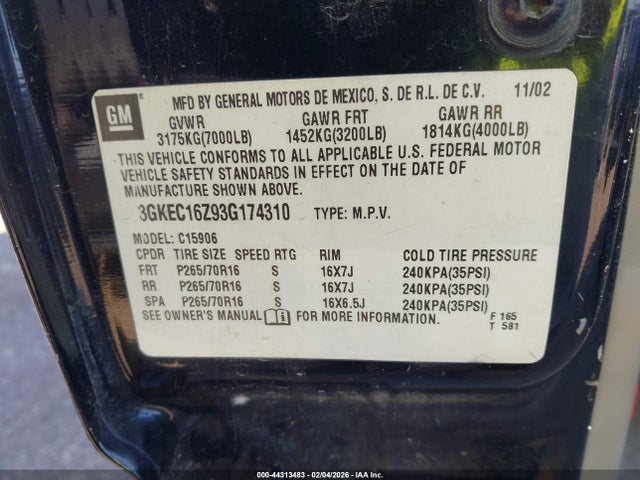 GM
MFD BY GENERAL MOTORS DE MEXICO, S. DE R.L. DE C.V. 11/02
GVWR GAWR FRT GAWR RR
3175KG(7000LB) 1452KG(3200LB) 1814KG(4000LB)
THIS VEHICLE CONFORMS TO ALL APPLICABLE U.S. FEDERAL MOTOR
VEHICLE SAFETY STANDARDS IN EFFECT ON THE DATE OF
MANUFACTURE SHOWN ABOVE.
3GKEC16Z93G174310 TYPE: M.P.V.
MODEL: C15906
CPDR TIRE SIZE SPEED RTG RIM COLD TIRE PRESSURE
FRT P265/70R16 S 16X7J 240KPA(35PSI)
RR P265/70R16 S 16X7J 240KPA(35PSI)
SPA P265/70R16 S 16X6.5J 240KPA(35PSI)
SEE OWNER'S MANUAL FOR MORE INFORMATION.
F 165
T 581
000-44313483 - 02/04/2026 - IAA Inc.